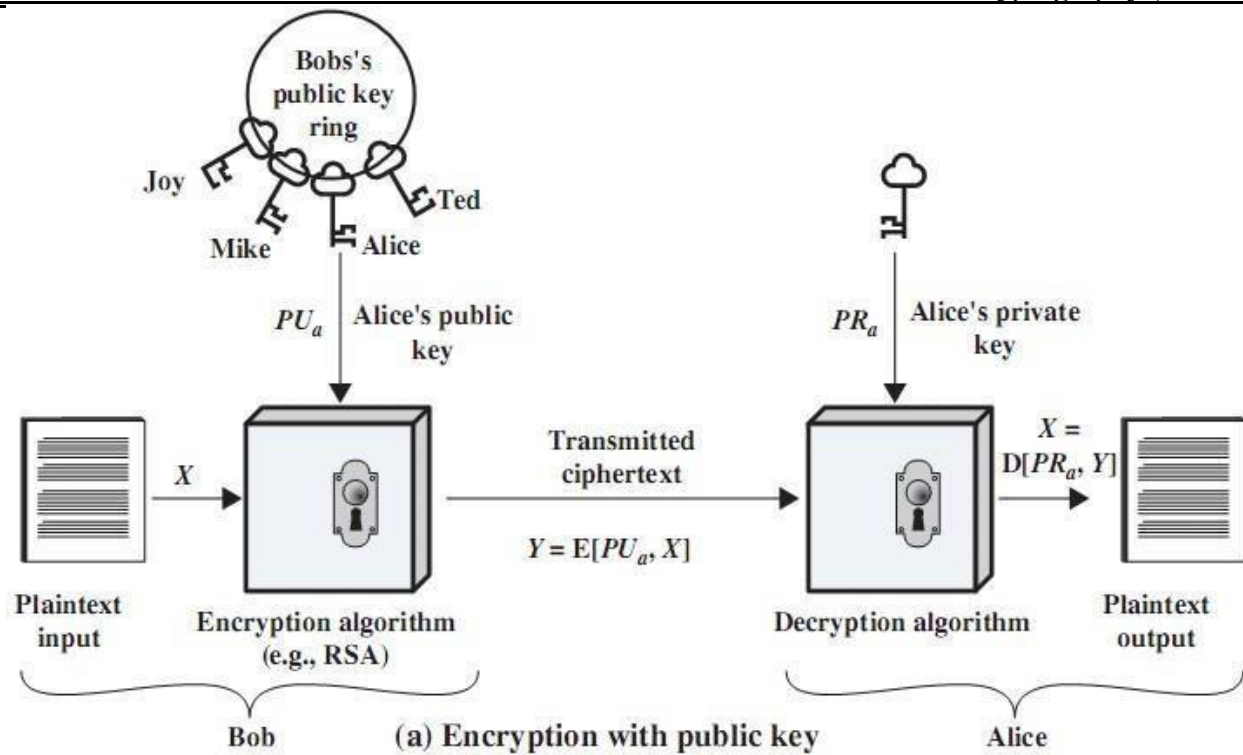 Bobs's
public key
ring
Joy
Ted
Mike
Alice
PUa
Alice's public
key
PRa
Alice's private
key
X
Transmitted
ciphertext
X =
D[PRa, Y]
Y = E[PUa, X]
Plaintext
input
Encryption algorithm
(e.g., RSA)
Decryption algorithm
Plaintext
output
Bob
(a) Encryption with public key
Alice